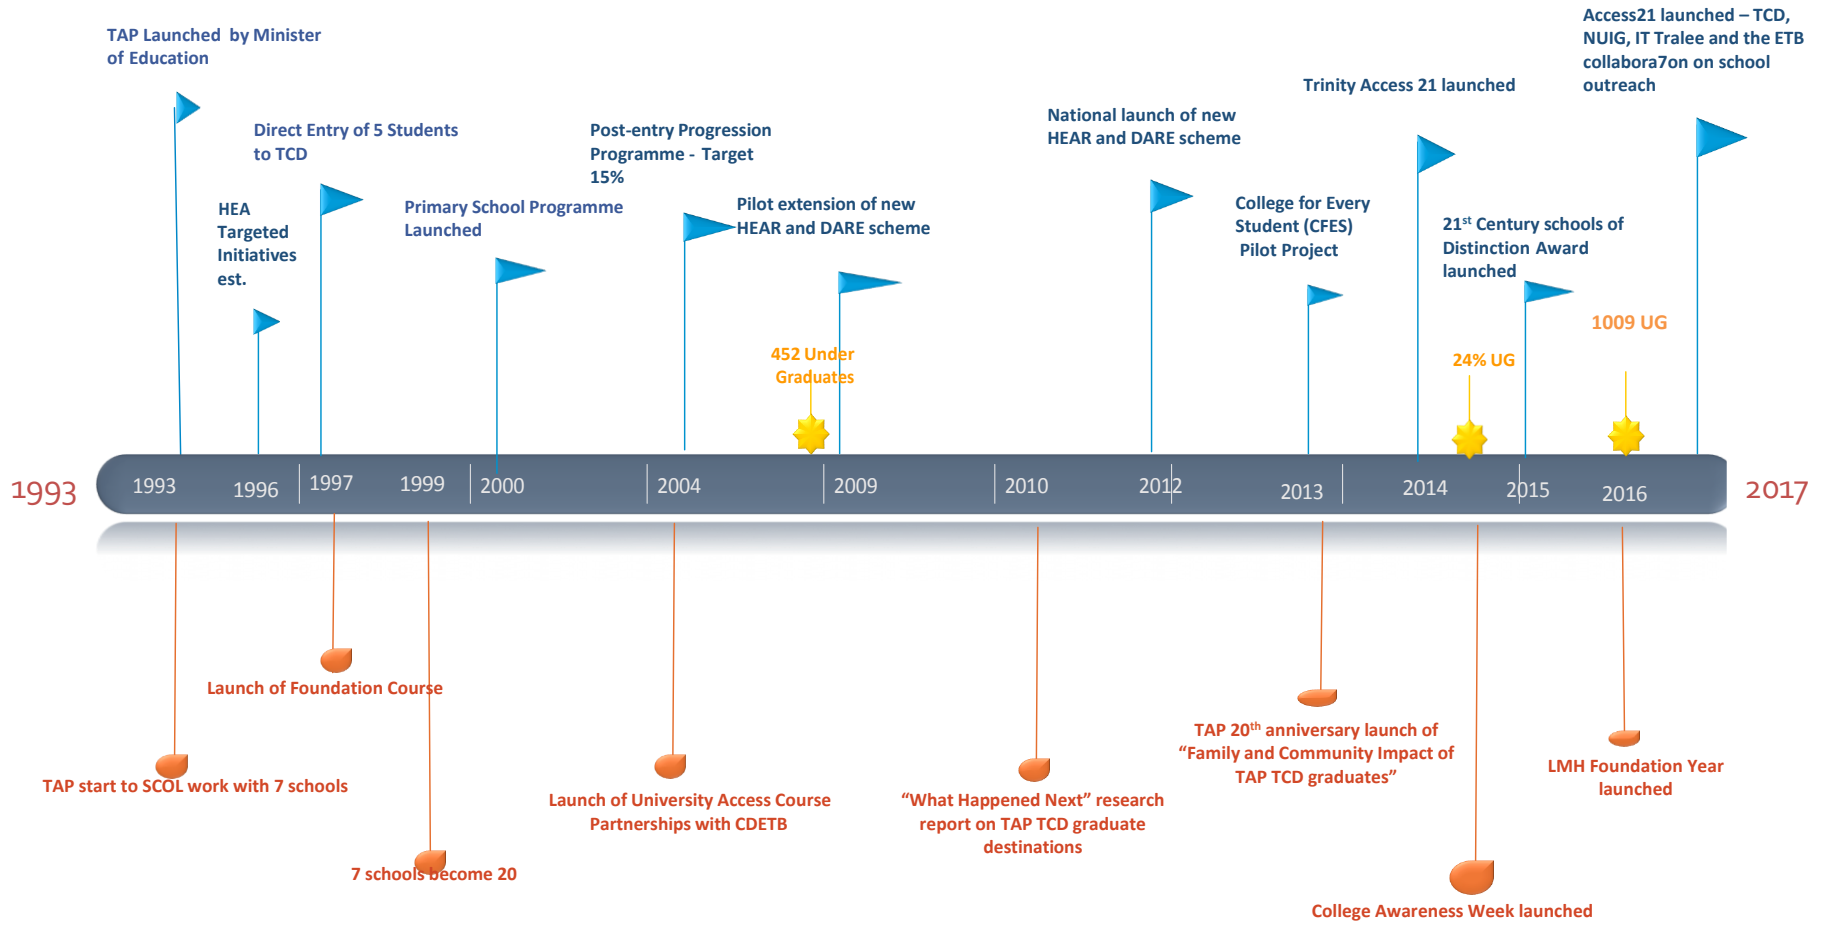 TAP Launched by Minister
of Education
Direct Entry of 5 Students
to TCD
HEA
Targeted
Initiatives
est.
Primary School Programme
Launched
Post-entry Progression
Programme - Target
15%
Pilot extension of new
HEAR and DARE scheme
452 Under
Graduates
National launch of new
HEAR and DARE scheme
College for Every
Student (CFES)
Pilot Project
Trinity Access 21 launched
21st Century schools of
Distinction Award
launched
24% UG
Access21 launched – TCD,
NUIG, IT Tralee and the ETB
collabora7on on school
outreach
1009 UG
1993
1993
1996
1997
1999
2000
2004
2009
2010
2012
2013
2014
2015
2016
2017
TAP start to SCOL work with 7 schools
Launch of Foundation Course
7 schools become 20
Launch of University Access Course
Partnerships with CDETB
“What Happened Next” research
report on TAP TCD graduate
destinations
TAP 20th anniversary launch of
“Family and Community Impact of
TAP TCD graduates”
College Awareness Week launched
LMH Foundation Year
launched